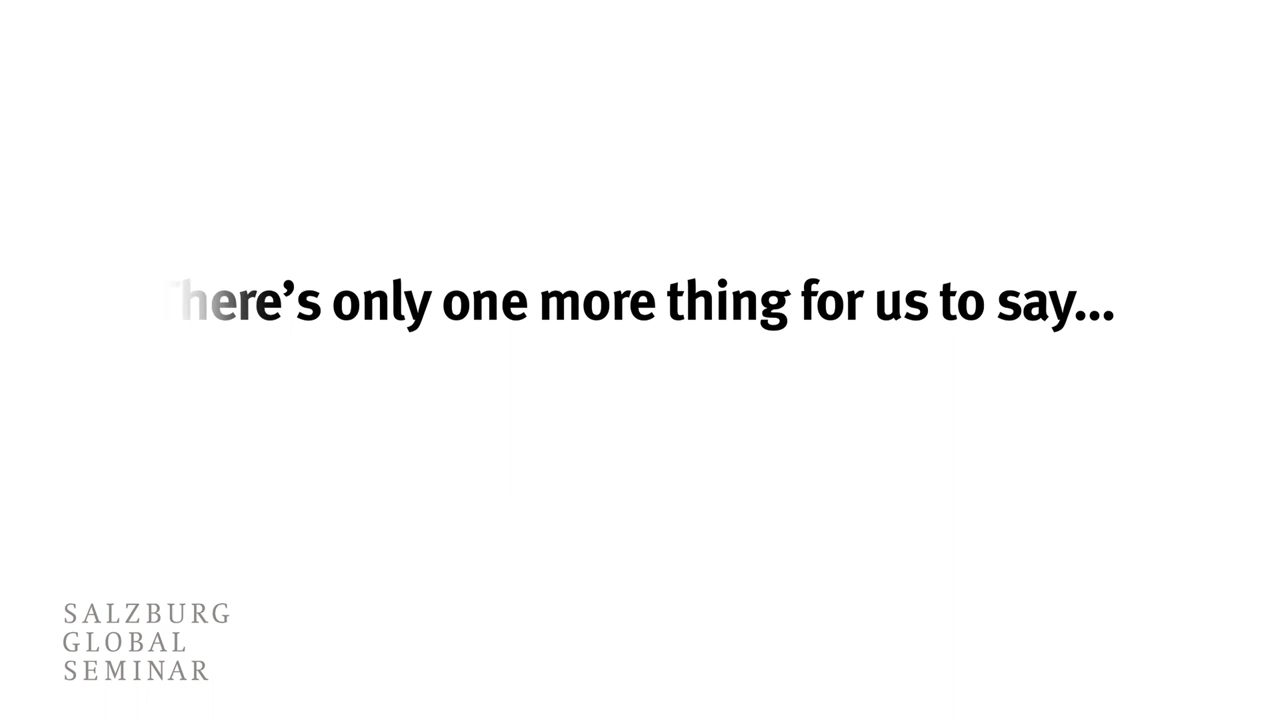 There’s only one more thing for us to say...
SALZBURG
GLOBAL
SEMINAR